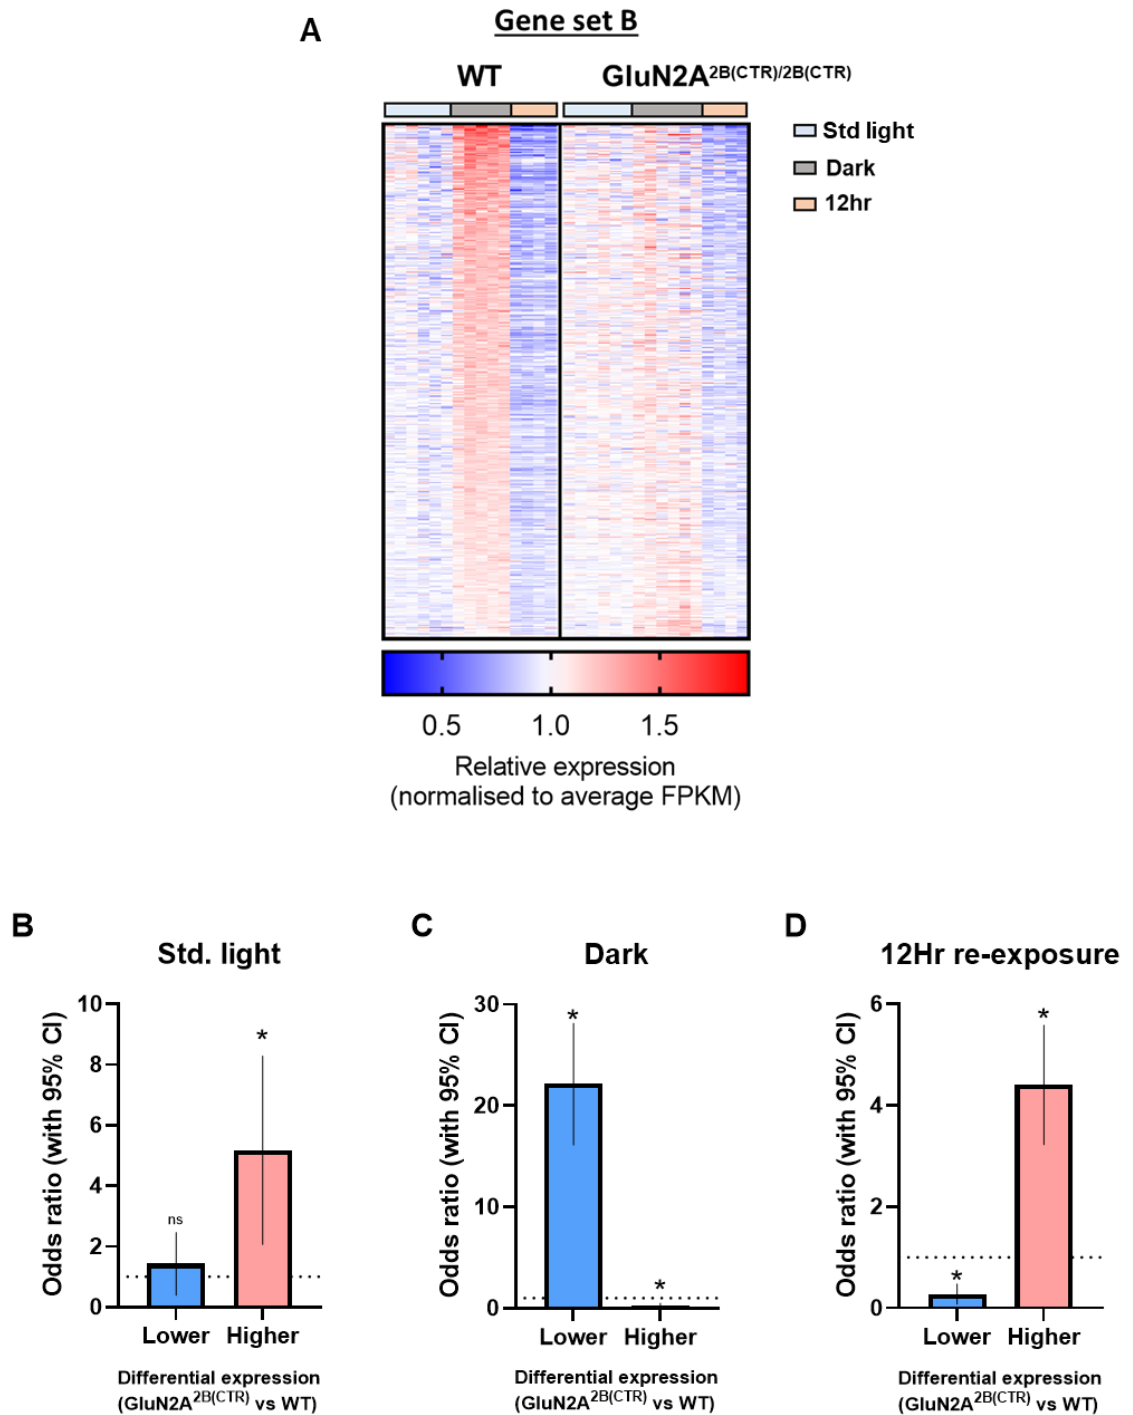 A
Gene set B
WT
GluN2A2B(CTR)/2B(CTR)
Std light
Dark
12hr
0.5 1.0 1.5
Relative expression
(normalised to average FPKM)
B
Std. light
Odds ratio (with 95% CI)
10
8
6
4
2
0
*
ns
Lower Higher
Differential expression
(GluN2A2B(CTR) vs WT)
C
Dark
Odds ratio (with 95% CI)
30
20
10
0
*
*
Lower Higher
Differential expression
(GluN2A2B(CTR) vs WT)
D
12Hr re-exposure
Odds ratio (with 95% CI)
6
4
2
0
*
*
Lower Higher
Differential expression
(GluN2A2B(CTR) vs WT)